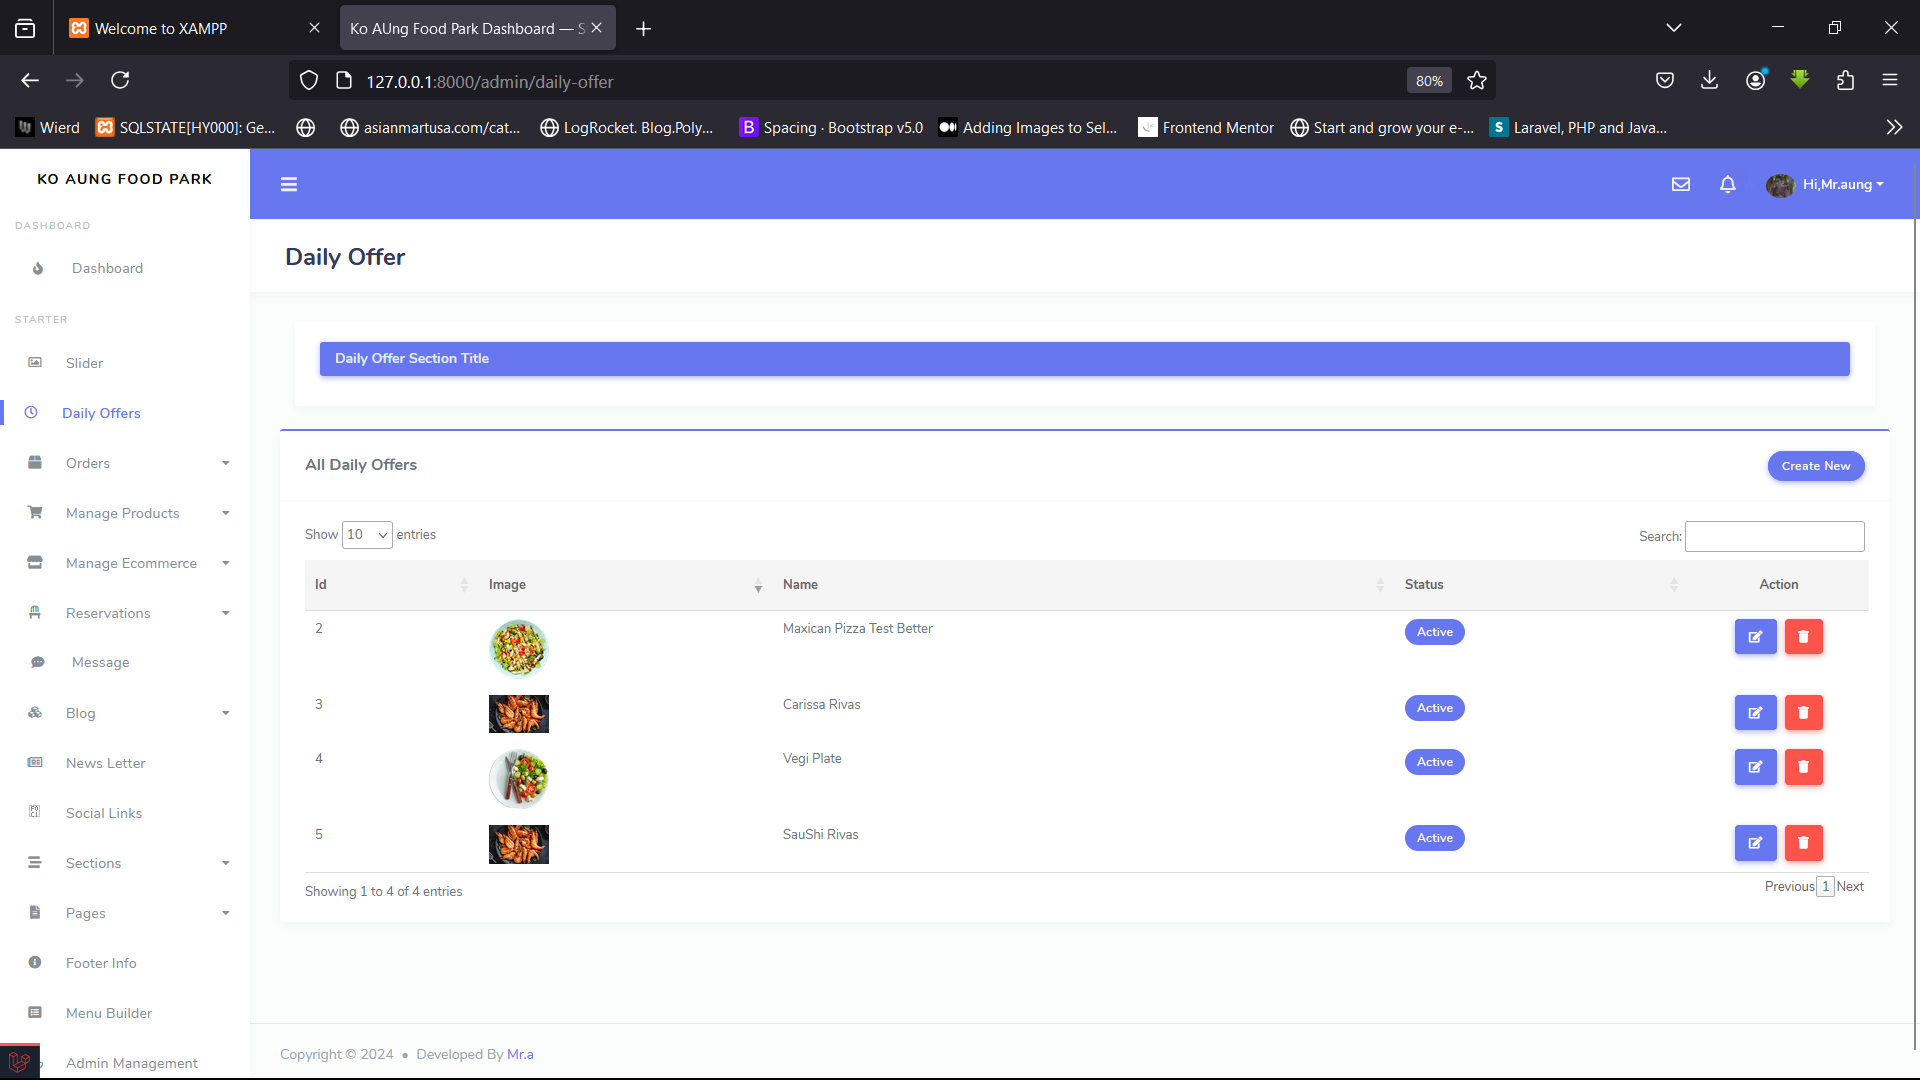 Welcome to XAMPP
Ko AUng Food Park Dashboard — S
127.0.0.1:8000/admin/daily-offer
80%
Wierd
SQLSTATE[HY000]: Ge...
asianmartusa.com/cat...
LogRocket. Blog.Poly...
B Spacing · Bootstrap v5.0
Adding Images to Sel...
Frontend Mentor
Start and grow your e-...
S Laravel, PHP and Java...
KO AUNG FOOD PARK
Hi,Mr.aung
DASHBOARD
Dashboard
STARTER
Slider
Daily Offers
Orders
Manage Products
Manage Ecommerce
Reservations
Message
Blog
News Letter
Social Links
Sections
Pages
Footer Info
Menu Builder
Admin Management
Daily Offer
Daily Offer Section Title
All Daily Offers
Create New
Show 10 entries
Search:
Id Image Name Status Action
2 Maxican Pizza Test Better Active
3 Carissa Rivas Active
4 Vegi Plate Active
5 SauShi Rivas Active
Showing 1 to 4 of 4 entries
Previous 1 Next
Copyright © 2024 • Developed By Mr.a